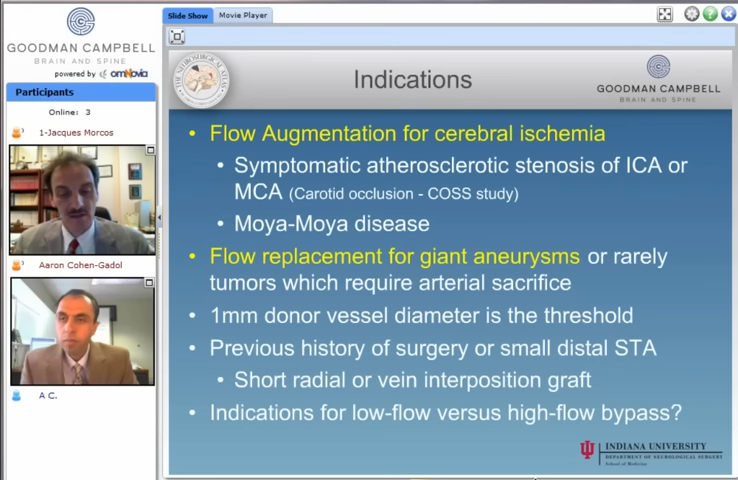 GOODMAN CAMPBELL
BRAIN AND SPINE
powered by omNovia
Participants
Online: 3
1-Jacques Morcos
Aaron Cohen-Gadol
A C.
Slide Show
Movie Player
THE NEUROSURGICAL ATLAS
Indications
GOODMAN CAMPBELL
BRAIN AND SPINE
• Flow Augmentation for cerebral ischemia
• Symptomatic atherosclerotic stenosis of ICA or
MCA (Carotid occlusion - COSS study)
• Moya-Moya disease
• Flow replacement for giant aneurysms or rarely
tumors which require arterial sacrifice
• 1mm donor vessel diameter is the threshold
• Previous history of surgery or small distal STA
• Short radial or vein interposition graft
• Indications for low-flow versus high-flow bypass?
INDIANA UNIVERSITY
DEPARTMENT OF NEUROLOGICAL SURGERY
School of Medicine